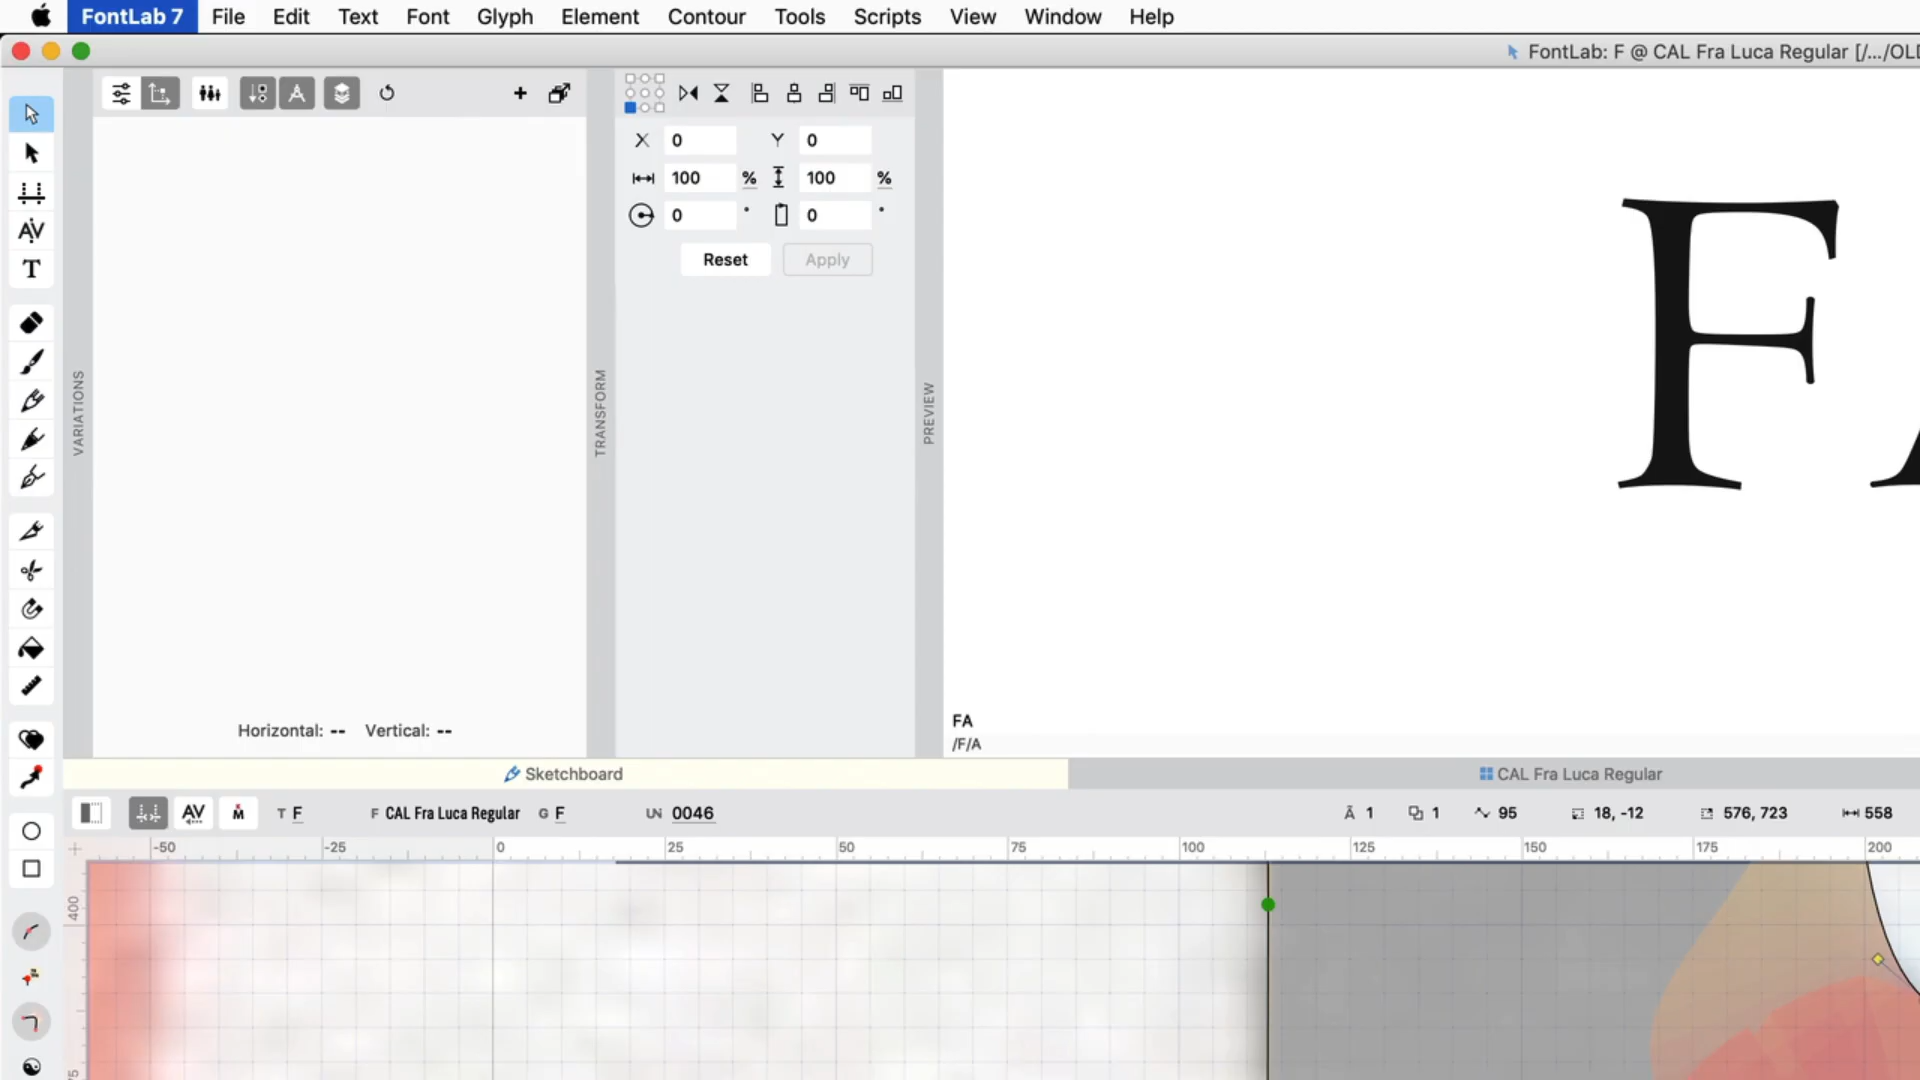 FontLab 7 File Edit Text Font Glyph Element Contour Tools Scripts View Window Help
FontLab: F @ CAL Fra Luca Regular [/.../OLD
X 0 Y 0
100 % 100 %
0 ° 0 °
Reset Apply
VARIATIONS
TRANSFORM
PREVIEW
F
Horizontal: -- Vertical: --
FA
/F/A
Sketchboard
CAL Fra Luca Regular
T F F CAL Fra Luca Regular G F UN 0046 1 1 95 18, -12 576, 723 558
-50 -25 0 25 50 75 100 125 150 175 200
400